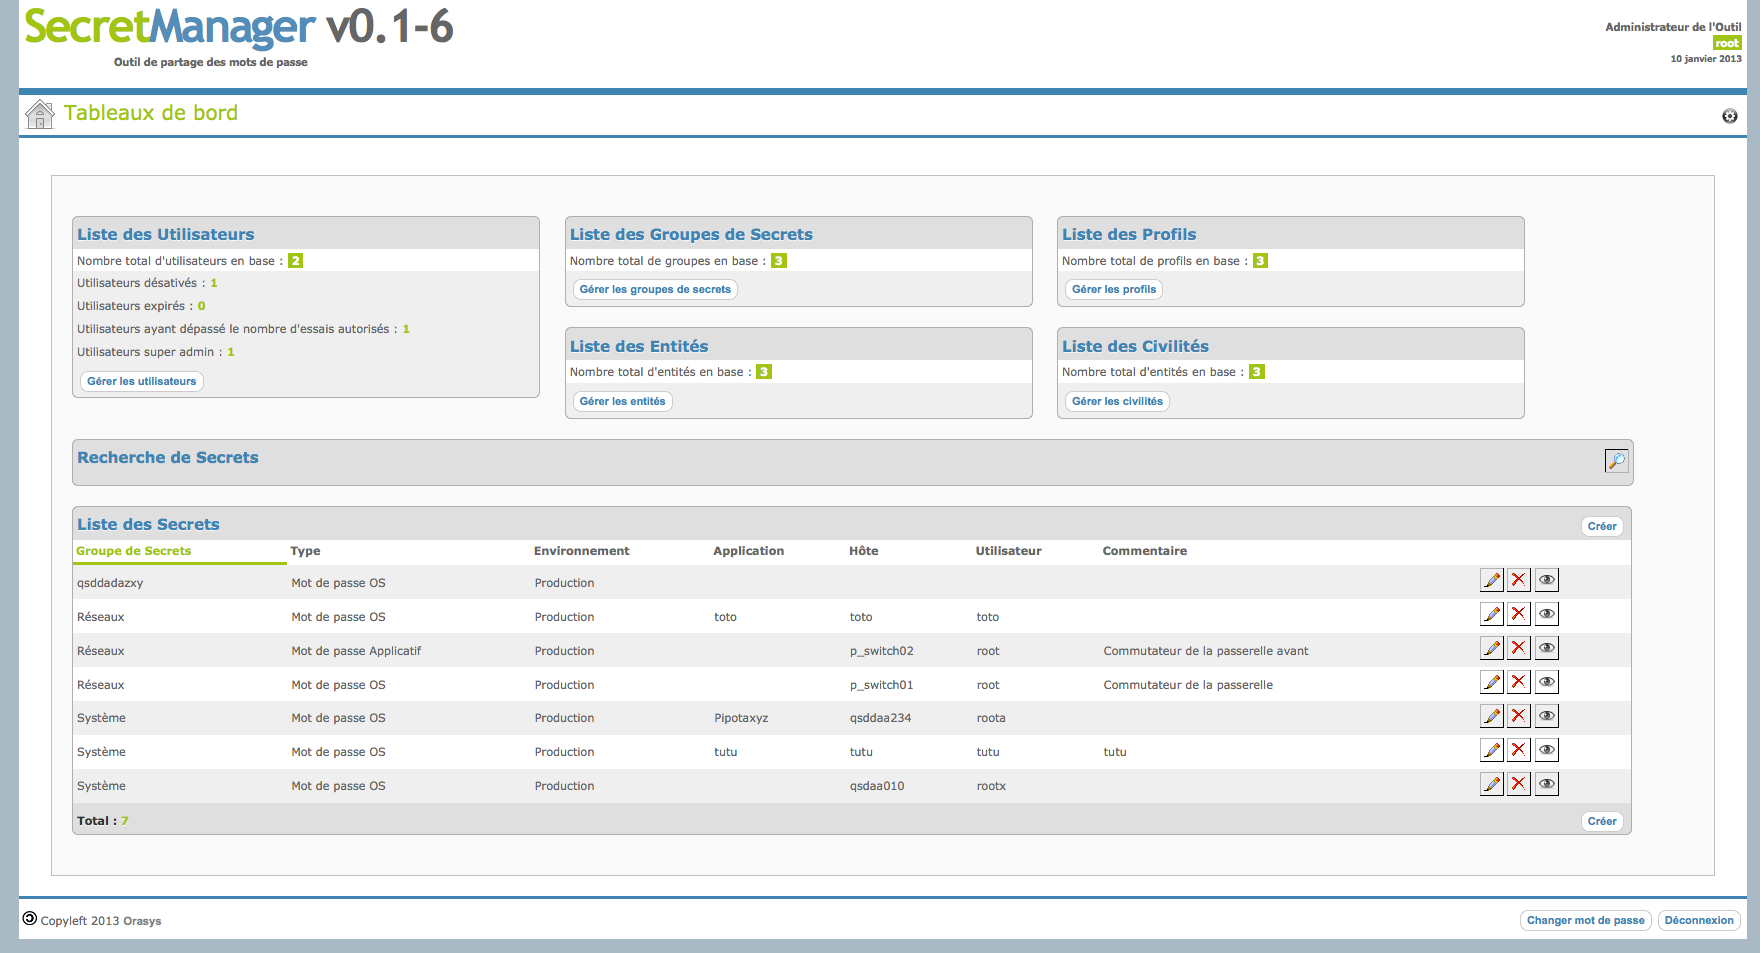 SecretManager v0.1-6
Outil de partage des mots de passe
Administrateur de l'Outil
root
10 janvier 2013
Tableaux de bord
Liste des Utilisateurs
Nombre total d'utilisateurs en base : 2
Utilisateurs désativés : 1
Utilisateurs expirés : 0
Utilisateurs ayant dépassé le nombre d'essais autorisés : 1
Utilisateurs super admin : 1
Gérer les utilisateurs
Liste des Groupes de Secrets
Nombre total de groupes en base : 3
Gérer les groupes de secrets
Liste des Profils
Nombre total de profils en base : 3
Gérer les profils
Liste des Entités
Nombre total d'entités en base : 3
Gérer les entités
Liste des Civilités
Nombre total d'entités en base : 3
Gérer les civilités
Recherche de Secrets
Liste des Secrets Créer
Groupe de Secrets Type Environnement Application Hôte Utilisateur Commentaire
qsddadazxy Mot de passe OS Production
Réseaux Mot de passe OS Production toto toto toto
Réseaux Mot de passe Applicatif Production p_switch02 root Commutateur de la passerelle avant
Réseaux Mot de passe OS Production p_switch01 root Commutateur de la passerelle
Système Mot de passe OS Production Pipotaxyz qsddaa234 roota
Système Mot de passe OS Production tutu tutu tutu tutu
Système Mot de passe OS Production qsdaa010 rootx
Total : 7 Créer
Copyleft 2013 Orasys
Changer mot de passe Déconnexion